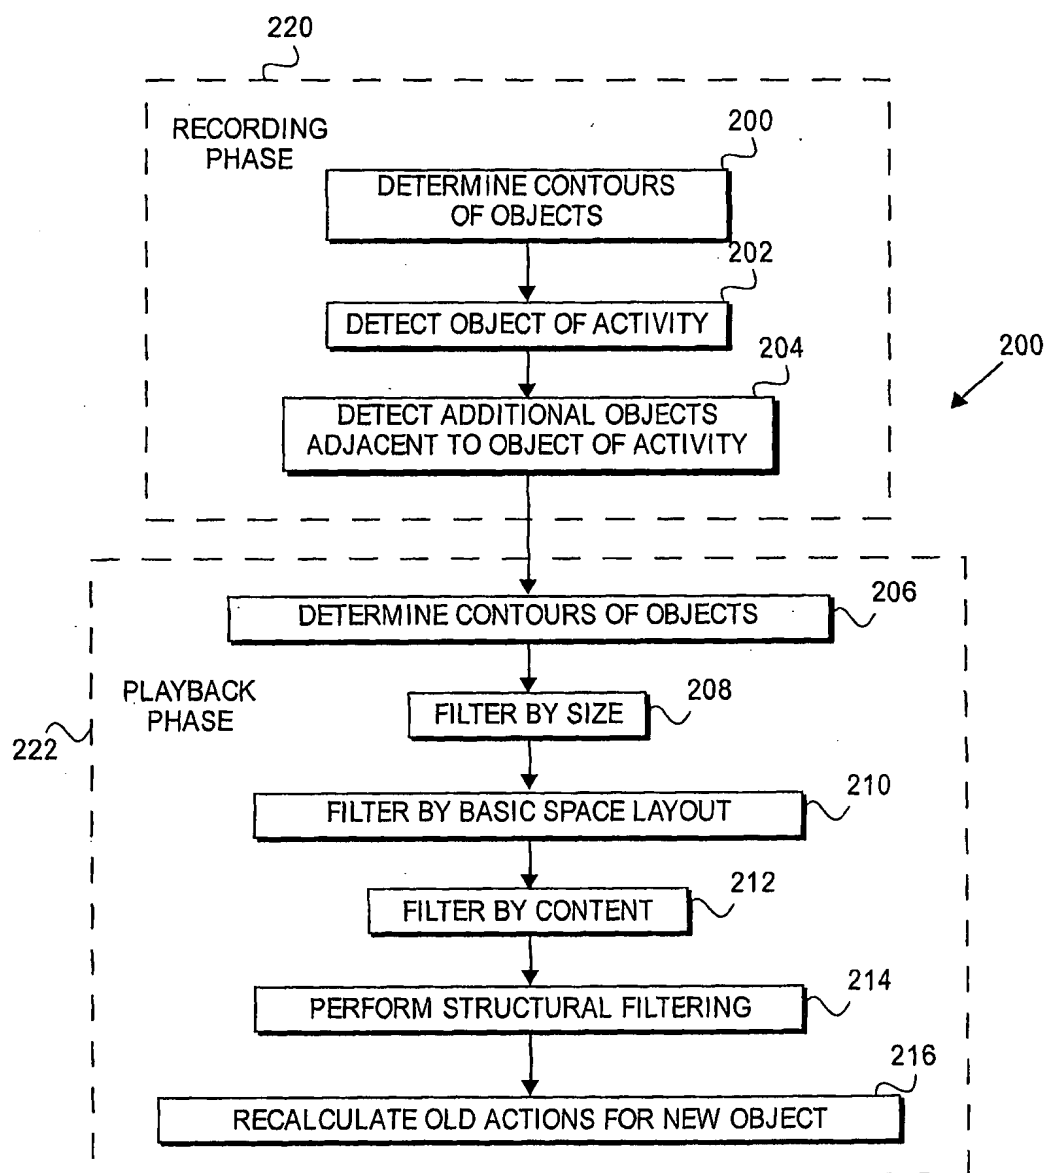 220
RECORDING
PHASE
200
DETERMINE CONTOURS
OF OBJECTS
202
DETECT OBJECT OF ACTIVITY
204
200
DETECT ADDITIONAL OBJECTS
ADJACENT TO OBJECT OF ACTIVITY
206
DETERMINE CONTOURS OF OBJECTS
PLAYBACK
PHASE
222
208
FILTER BY SIZE
210
FILTER BY BASIC SPACE LAYOUT
212
FILTER BY CONTENT
214
PERFORM STRUCTURAL FILTERING
216
RECALCULATE OLD ACTIONS FOR NEW OBJECT